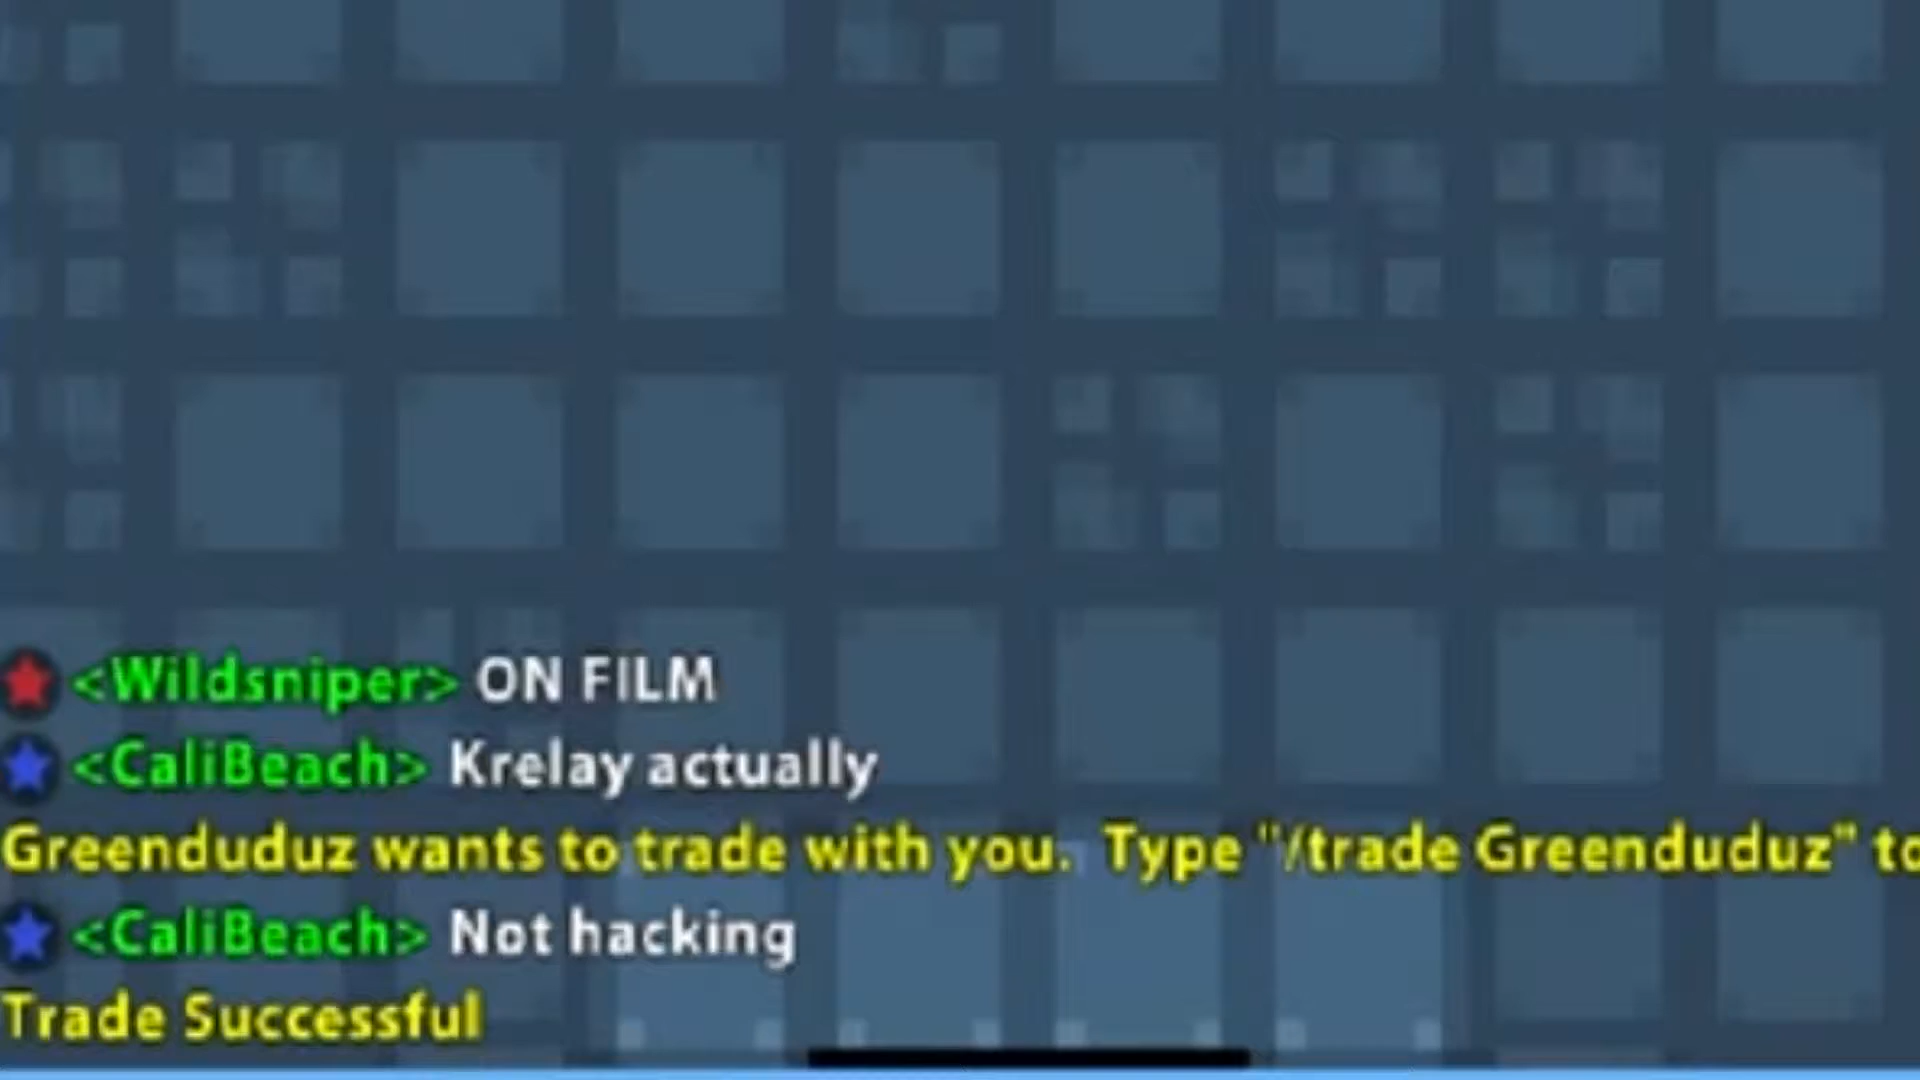 <Wildsniper> ON FILM
<CaliBeach> Krelay actually
Greenduduz wants to trade with you. Type "/trade Greenduduz" to
<CaliBeach> Not hacking
Trade Successful